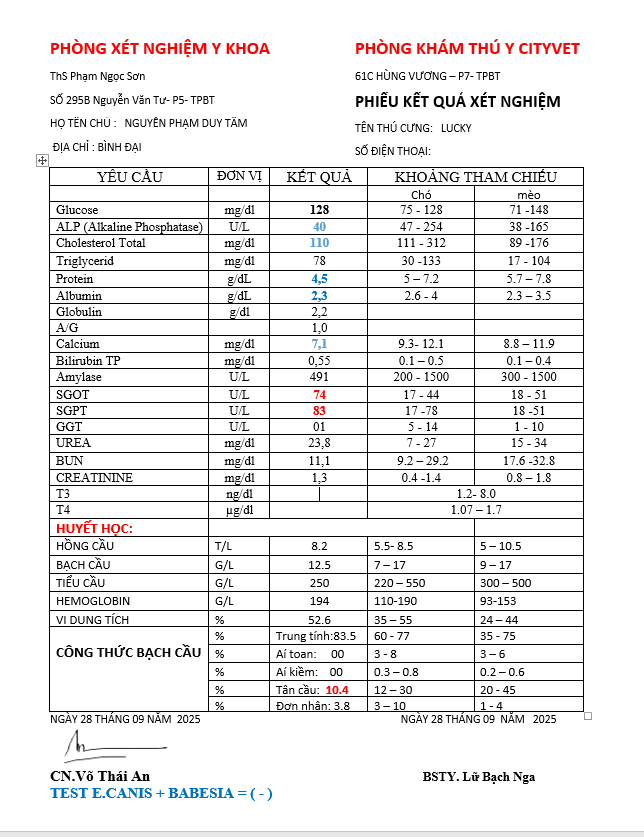 PHÒNG XÉT NGHIỆM Y KHOA PHÒNG KHÁM THÚ Y CITYVET
ThS Phạm Ngọc Sơn 61C HÙNG VƯƠNG – P7- TPBT
SỐ 295B Nguyễn Văn Tư- P5- TPBT PHIẾU KẾT QUẢ XÉT NGHIỆM
HỌ TÊN CHỦ : NGUYỄN PHẠM DUY TÂM TÊN THÚ CƯNG: LUCKY
ĐỊA CHỈ : BÌNH ĐẠI SỐ ĐIỆN THOẠI:
YÊU CẦU ĐƠN VỊ KẾT QUẢ KHOẢNG THAM CHIẾU
Chó mèo
Glucose mg/dl 128 75 - 128 71 -148
ALP (Alkaline Phosphatase) U/L 40 47 - 254 38 -165
Cholesterol Total mg/dl 110 111 - 312 89 -176
Triglycerid mg/dl 78 30 -133 17 - 104
Protein g/dL 4,5 5 – 7.2 5.7 – 7.8
Albumin g/dL 2,3 2.6 - 4 2.3 – 3.5
Globulin g/dl 2,2
A/G 1,0
Calcium mg/dl 7,1 9.3- 12.1 8.8 – 11.9
Bilirubin TP mg/dl 0,55 0.1 – 0.5 0.1 – 0.4
Amylase U/L 491 200 - 1500 300 - 1500
SGOT U/L 74 17 - 44 18 - 51
SGPT U/L 83 17 -78 18 -51
GGT U/L 01 5 - 14 1 - 10
UREA mg/dl 23,8 7 - 27 15 - 34
BUN mg/dl 11,1 9.2 – 29.2 17.6 -32.8
CREATININE mg/dl 1,3 0.4 -1.4 0.8 – 1.8
T3 ng/dl 1.2- 8.0
T4 µg/dl 1.07 – 1.7
HUYẾT HỌC:
HỒNG CẦU T/L 8.2 5.5- 8.5 5 – 10.5
BẠCH CẦU G/L 12.5 7 – 17 9 – 17
TIỂU CẦU G/L 250 220 – 550 300 – 500
HEMOGLOBIN G/L 194 110-190 93-153
VI DUNG TÍCH % 52.6 35 – 55 24 – 44
% Trung tính:83.5 60 - 77 35 - 75
CÔNG THỨC BẠCH CẦU % Aí toan: 00 3 - 8 3 – 6
% Aí kiềm: 00 0.3 – 0.8 0.2 – 0.6
% Tân cầu: 10.4 12 – 30 20 - 45
% Đơn nhân: 3.8 3 – 10 1 - 4
NGÀY 28 THÁNG 09 NĂM 2025 NGÀY 28 THÁNG 09 NĂM 2025
CN.Võ Thái An BSTY. Lữ Bạch Nga
TEST E.CANIS + BABESIA = ( - )